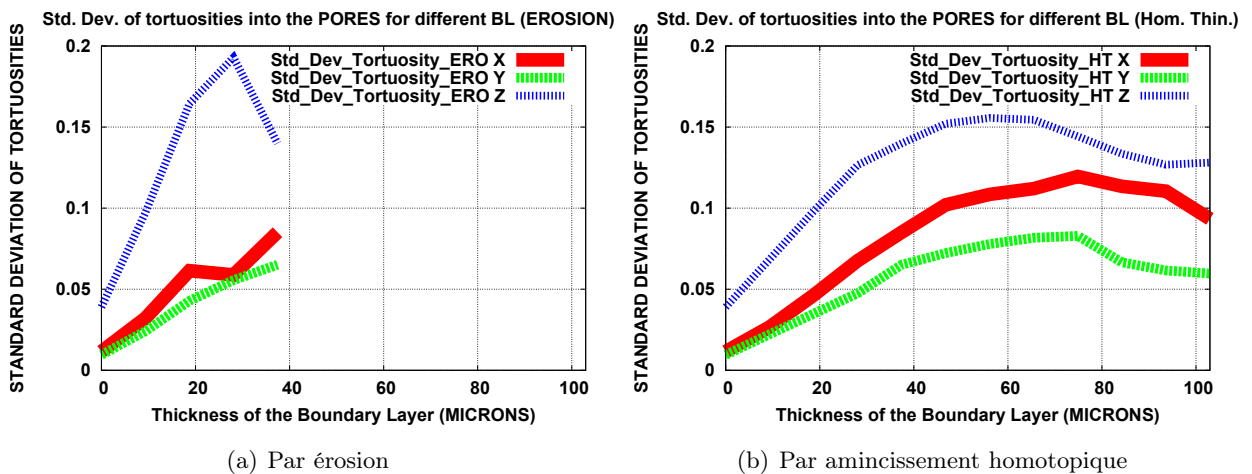 Std. Dev. of tortuosities into the PORES for different BL (EROSION)
STANDARD DEVIATION OF TORTUOSITIES
0.2
0.15
0.1
0.05
0
Std_Dev_Tortuosity_ERO X
Std_Dev_Tortuosity_ERO Y
Std_Dev_Tortuosity_ERO Z
0 20 40 60 80 100
Thickness of the Boundary Layer (MICRONS)
(a) Par érosion
Std. Dev. of tortuosities into the PORES for different BL (Hom. Thin.)
STANDARD DEVIATION OF TORTUOSITIES
0.2
0.15
0.1
0.05
0
Std_Dev_Tortuosity_HT X
Std_Dev_Tortuosity_HT Y
Std_Dev_Tortuosity_HT Z
0 20 40 60 80 100
Thickness of the Boundary Layer (MICRONS)
(b) Par amincissement homotopique